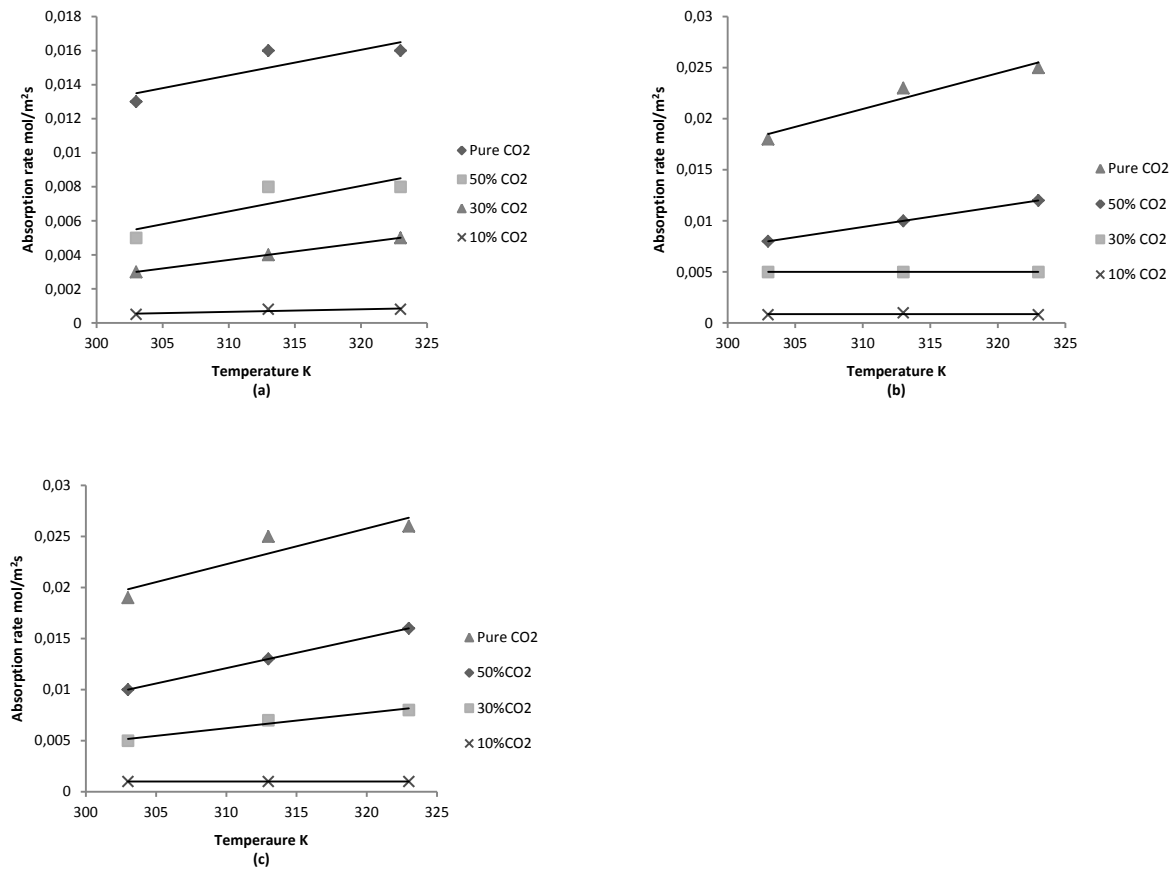 0,018
0,016
0,014
0,012
0,01
0,008
0,006
0,004
0,002
0
300 305 310 315 320 325
Absorption rate mol/m²s
Temperature K
(a)
Pure CO2
50% CO2
30% CO2
10% CO2
0,03
0,025
0,02
0,015
0,01
0,005
0
300 305 310 315 320 325
Absorption rate mol/m²s
Temperature K
(b)
Pure CO2
50% CO2
30% CO2
10% CO2
0,03
0,025
0,02
0,015
0,01
0,005
0
300 305 310 315 320 325
Absorption rate mol/m²s
Temperaure K
(c)
Pure CO2
50%CO2
30%CO2
10%CO2